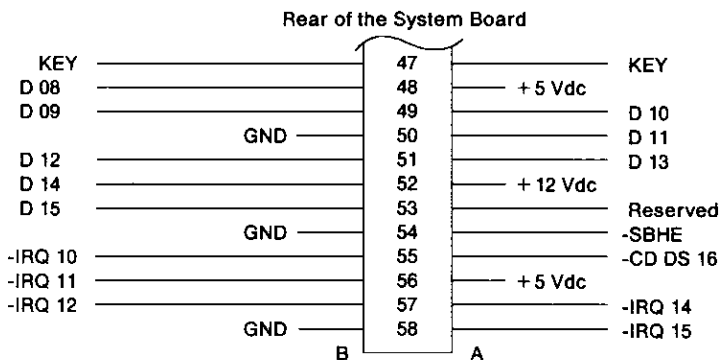 Rear of the System Board
KEY 47 KEY
D 08 48 + 5 Vdc
D 09 49 D 10
GND 50 D 11
D 12 51 D 13
D 14 52 + 12 Vdc
D 15 53 Reserved
GND 54 -SBHE
-IRQ 10 55 -CD DS 16
-IRQ 11 56 + 5 Vdc
-IRQ 12 57 -IRQ 14
GND 58 -IRQ 15
B A